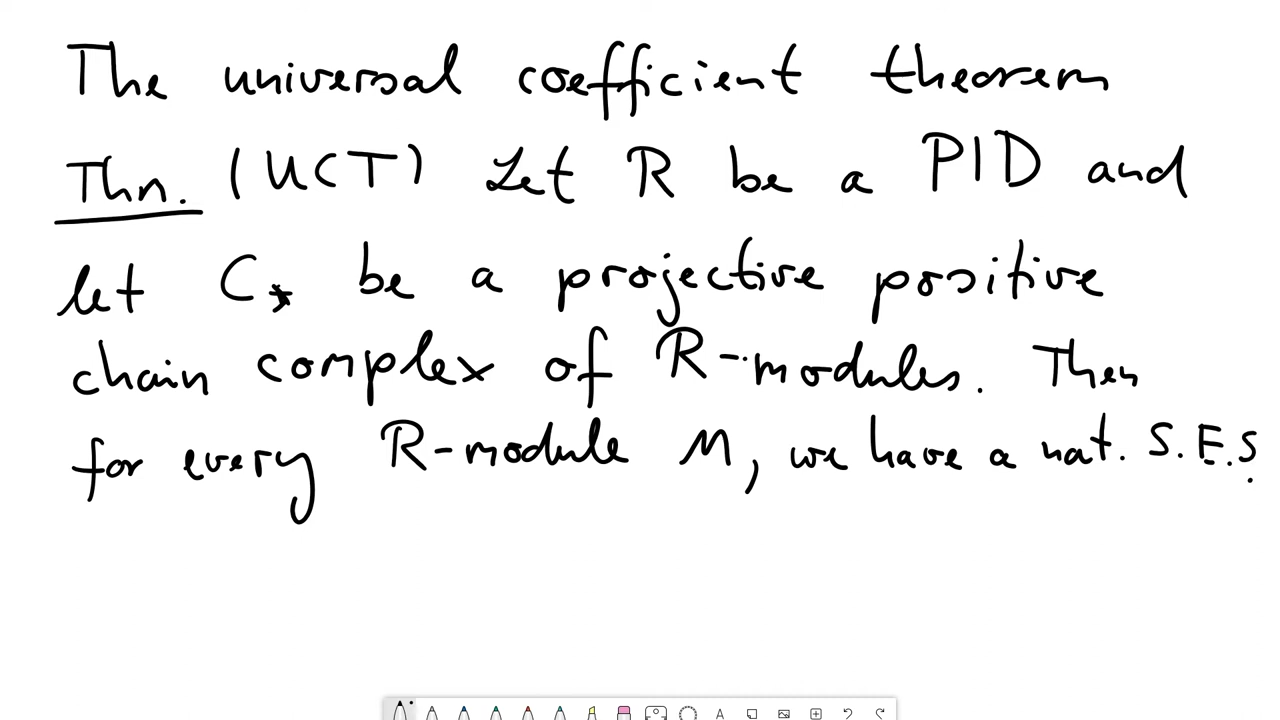 The universal coefficient theorem
Thm. (UCT) Let R be a PID and
let C* be a projective positive
chain complex of R-modules. Then
for every R-module M, we have a nat. S.E.S.